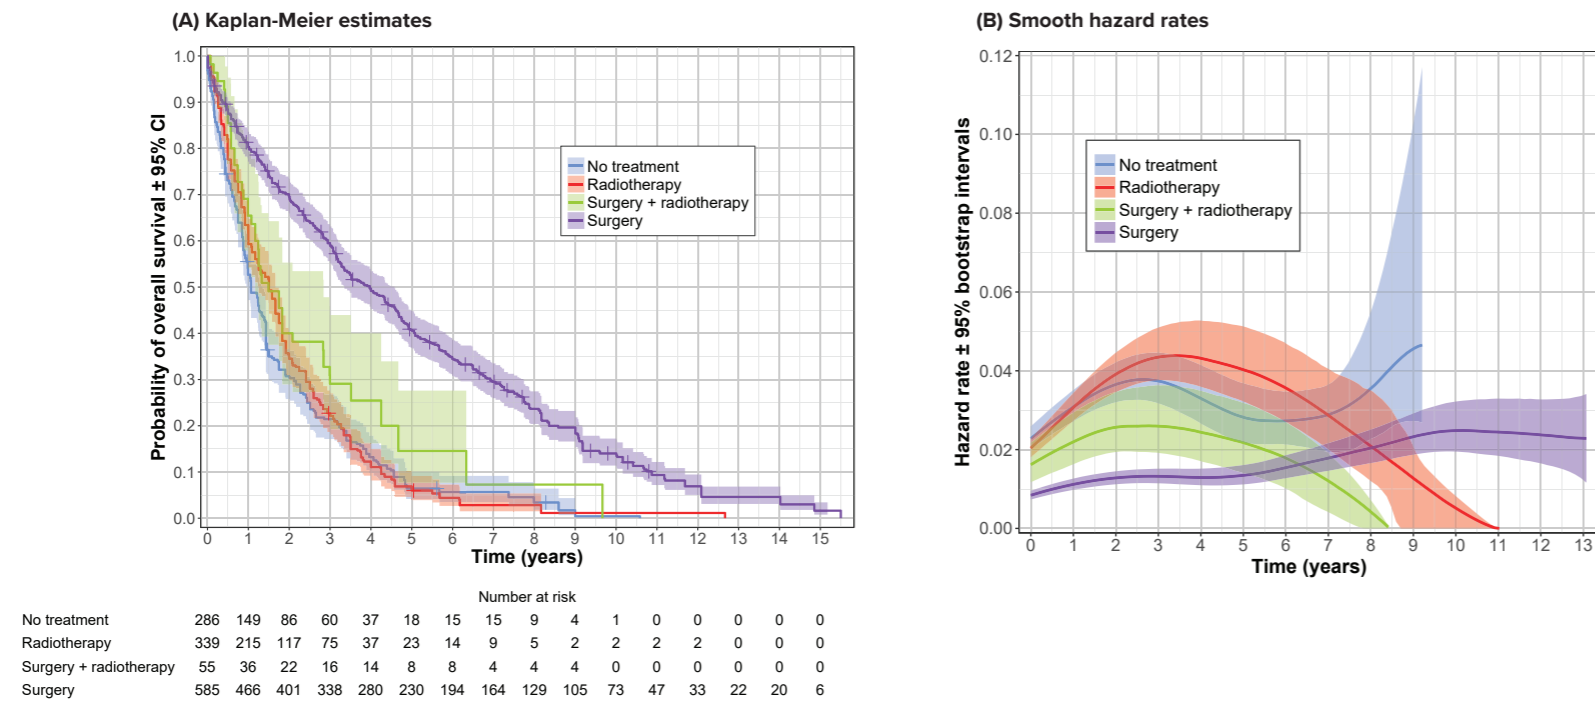 (A) Kaplan-Meier estimates
Probability of overall survival ± 95% CI
1.0
0.9
0.8
0.7
0.6
0.5
0.4
0.3
0.2
0.1
0.0
No treatment
Radiotherapy
Surgery + radiotherapy
Surgery
0 1 2 3 4 5 6 7 8 9 10 11 12 13 14 15
Time (years)
Number at risk
No treatment 286 149 86 60 37 18 15 15 9 4 1 0 0 0 0 0
Radiotherapy 339 215 117 75 37 23 14 9 5 2 2 2 2 0 0 0
Surgery + radiotherapy 55 36 22 16 14 8 8 4 4 4 0 0 0 0 0 0
Surgery 585 466 401 338 280 230 194 164 129 105 73 47 33 22 20 6
(B) Smooth hazard rates
Hazard rate ± 95% bootstrap intervals
0.12
0.10
0.08
0.06
0.04
0.02
0.00
No treatment
Radiotherapy
Surgery + radiotherapy
Surgery
0 1 2 3 4 5 6 7 8 9 10 11 12 13
Time (years)